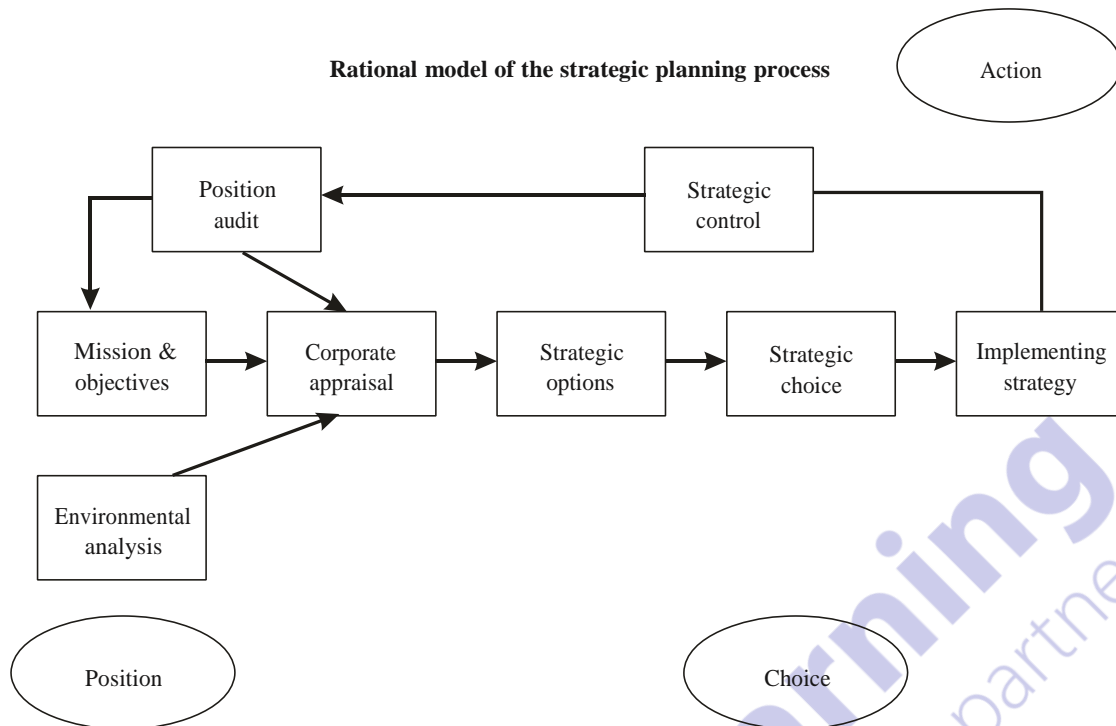 Rational model of the strategic planning process
Action
Position
audit
Strategic
control
Mission &
objectives
Corporate
appraisal
Strategic
options
Strategic
choice
Implementing
strategy
Environmental
analysis
Position
Choice